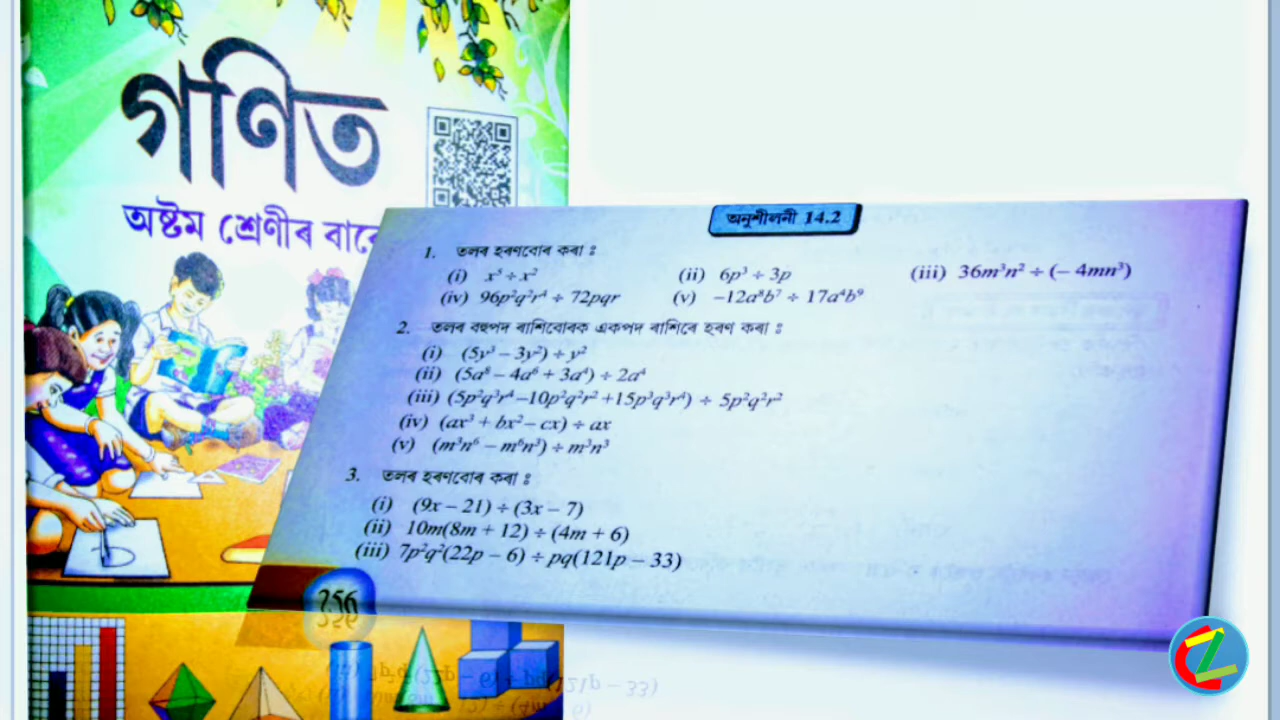 গণিত
অষ্টম শ্ৰেণীৰ বাবে
অনুশীলনী 14.2
1. তলৰ হৰণবোৰ কৰা ঃ
(i) x⁵ ÷ x² (ii) 6p³ ÷ 3p (iii) 36m³n² ÷ (– 4mn³)
(iv) 96p²q²r⁴ ÷ 72pqr (v) –12a⁸b⁷ ÷ 17a⁴b⁹
2. তলৰ বহুপদ ৰাশিবোৰক একপদ ৰাশিৰে হৰণ কৰা ঃ
(i) (5y³ – 3y²) ÷ y²
(ii) (5a⁸ – 4a⁶ + 3a⁴) ÷ 2a⁴
(iii) (5p²q³r⁴ –10p²q²r² +15p³q³r⁴) ÷ 5p²q²r²
(iv) (ax³ + bx² – cx) ÷ ax
(v) (m³n⁶ – m⁶n³) ÷ m³n³
3. তলৰ হৰণবোৰ কৰা ঃ
(i) (9x – 21) ÷ (3x – 7)
(ii) 10m(8m + 12) ÷ (4m + 6)
(iii) 7p²q²(22p – 6) ÷ pq(121p – 33)
256